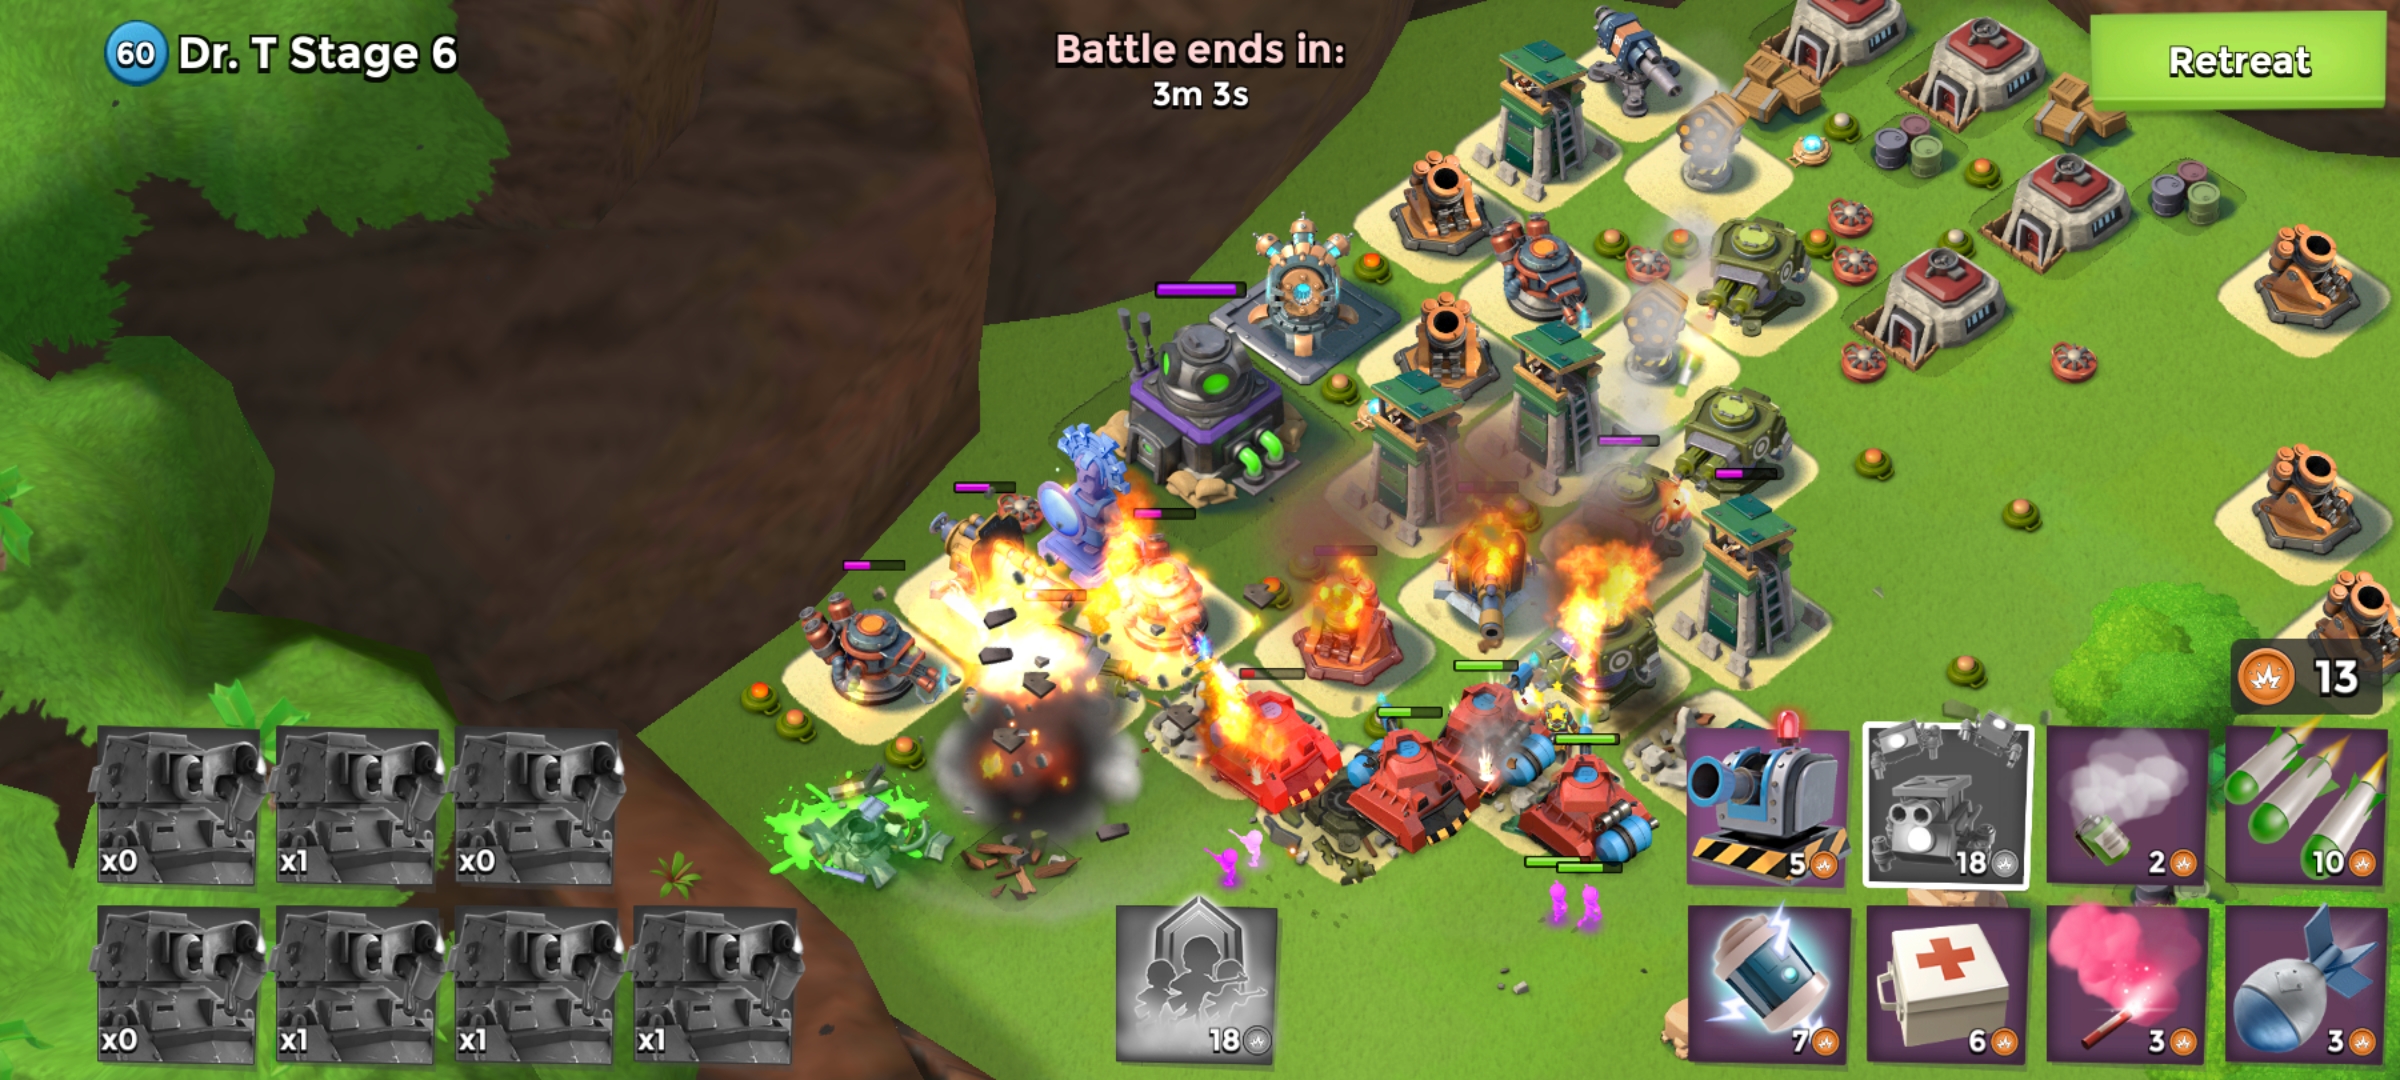 60 Dr. T Stage 6
Battle ends in:
3m 3s
Retreat
13
x0
x1
x0
5
18
2
10
x0
x1
x1
x1
18
7
6
3
3